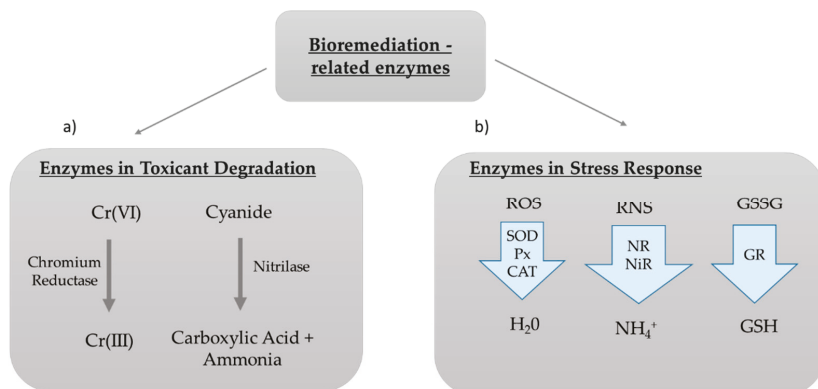 Bioremediation -
related enzymes
a)
Enzymes in Toxicant Degradation
Cr(VI)
Cyanide
Chromium
Reductase
Nitrilase
Cr(III)
Carboxylic Acid +
Ammonia
b)
Enzymes in Stress Response
ROS
RNS
GSSG
SOD
Px
CAT
NR
NiR
GR
H₂0
NH₄⁺
GSH